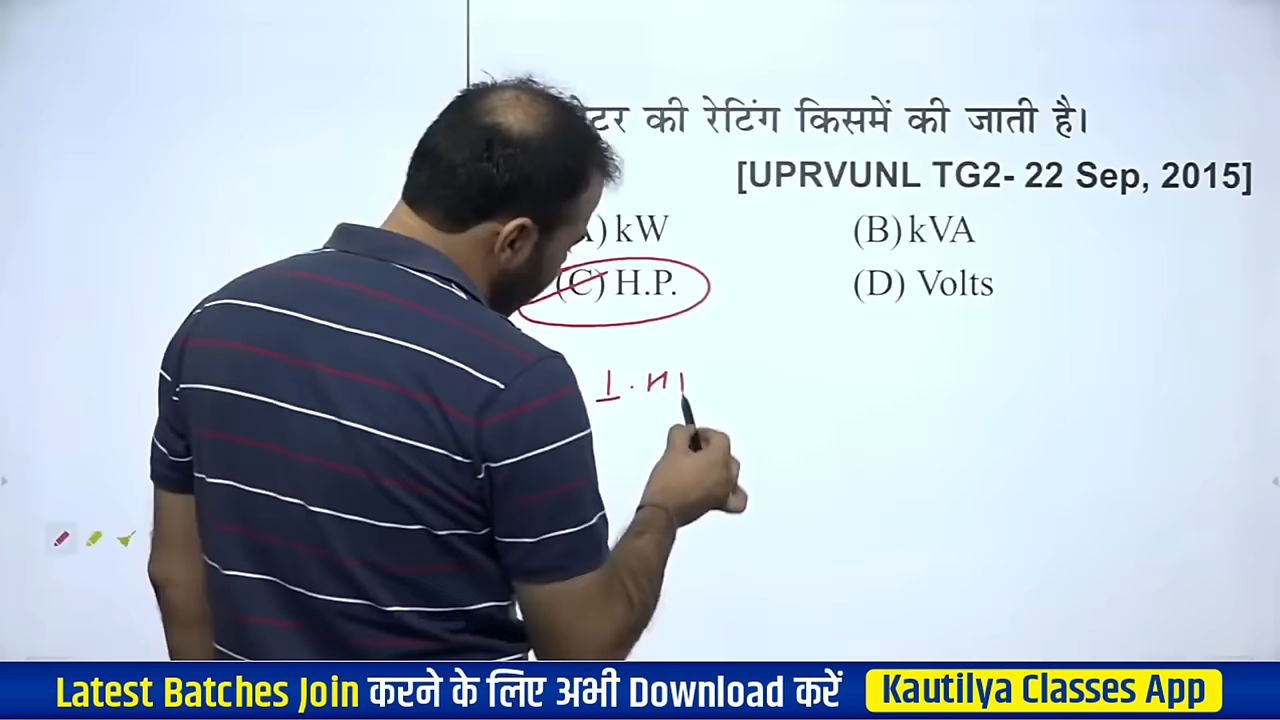 की रेटिंग किसमें की जाती है।
[UPRVUNL TG2- 22 Sep, 2015]
kW (B) kVA
(C) H.P. (D) Volts
Latest Batches Join करने के लिए अभी Download करें Kautilya Classes App